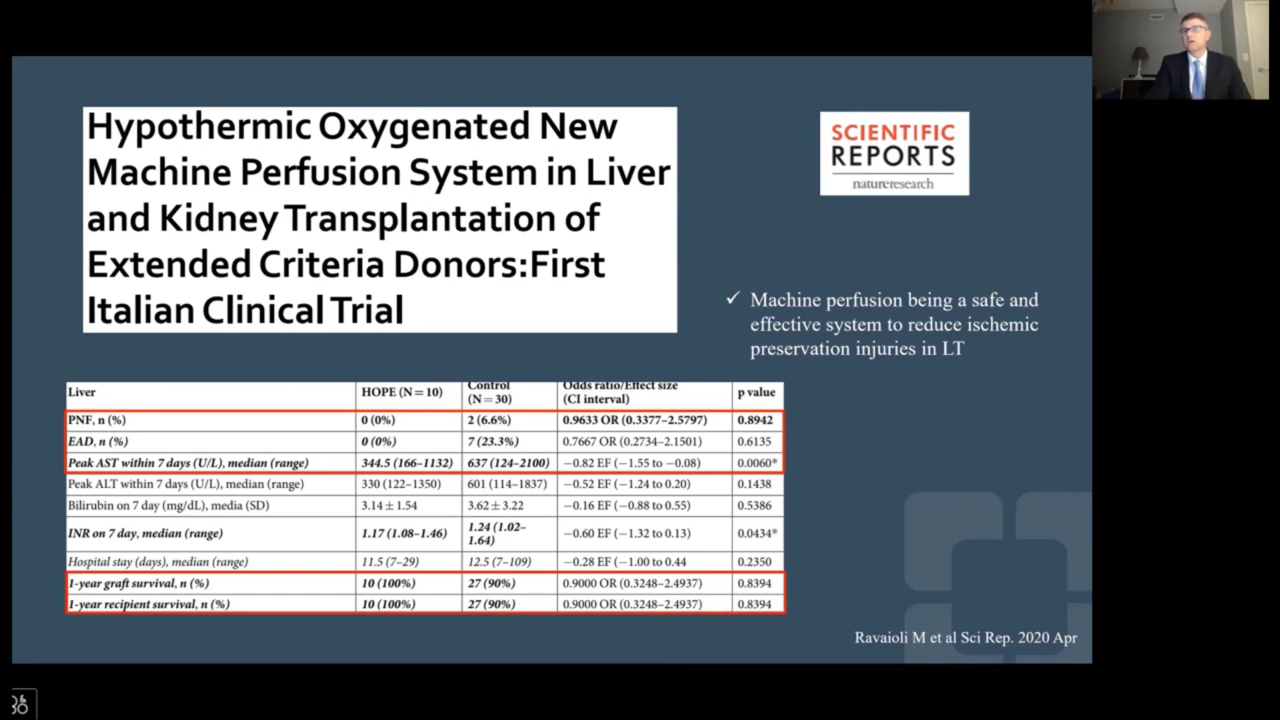 Hypothermic Oxygenated New
Machine Perfusion System in Liver
and Kidney Transplantation of
Extended Criteria Donors:First
Italian Clinical Trial
SCIENTIFIC
REPORTS
natureresearch
✓ Machine perfusion being a safe and
effective system to reduce ischemic
preservation injuries in LT
Liver HOPE (N=10) Control (N=30) Odds ratio/Effect size (CI interval) p value
PNF, n (%) 0 (0%) 2 (6.6%) 0.9633 OR (0.3377–2.5797) 0.8942
EAD, n (%) 0 (0%) 7 (23.3%) 0.7667 OR (0.2734–2.1501) 0.6135
Peak AST within 7 days (U/L), median (range) 344.5 (166–1132) 637 (124–2100) −0.82 EF (−1.55 to −0.08) 0.0060*
Peak ALT within 7 days (U/L), median (range) 330 (122–1350) 601 (114–1837) −0.52 EF (−1.24 to 0.20) 0.1438
Bilirubin on 7 day (mg/dL), media (SD) 3.14 ± 1.54 3.62 ± 3.22 −0.16 EF (−0.88 to 0.55) 0.5386
INR on 7 day, median (range) 1.17 (1.08–1.46) 1.24 (1.02–1.64) −0.60 EF (−1.32 to 0.13) 0.0434*
Hospital stay (days), median (range) 11.5 (7–29) 12.5 (7–109) −0.28 EF (−1.00 to 0.44 0.2350
1-year graft survival, n (%) 10 (100%) 27 (90%) 0.9000 OR (0.3248–2.4937) 0.8394
1-year recipient survival, n (%) 10 (100%) 27 (90%) 0.9000 OR (0.3248–2.4937) 0.8394
Ravaioli M et al Sci Rep. 2020 Apr